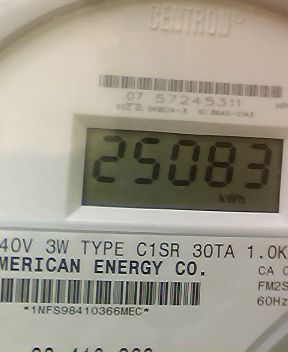 CENTRON
07 57245311
25083
kWh
40V 3W TYPE C1SR 30TA 1.0K
MERICAN ENERGY CO.
CA
FM2S
60Hz
*1NFS98410366MEC*